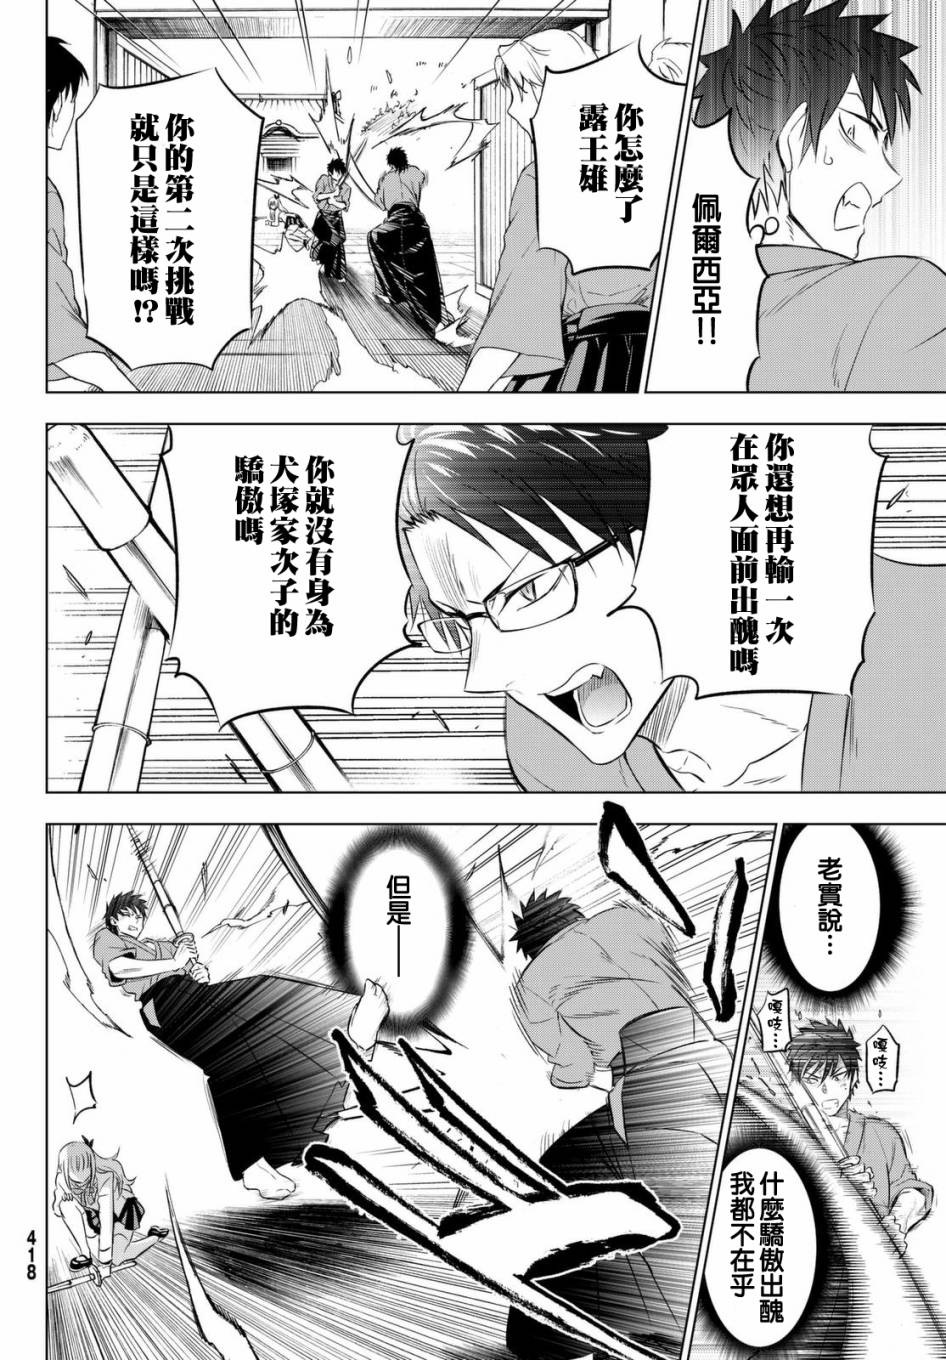 佩爾西亞!!
你怎麼了
露王雄
你的第二次挑戰
就只是這樣嗎!?
你還想再輸一次
在眾人面前出醜嗎
你就沒有身為
犬塚家次子的
驕傲嗎
老實說…
嘎吱…
嘎吱…
什麼驕傲出醜
我都不在乎
但是——
418